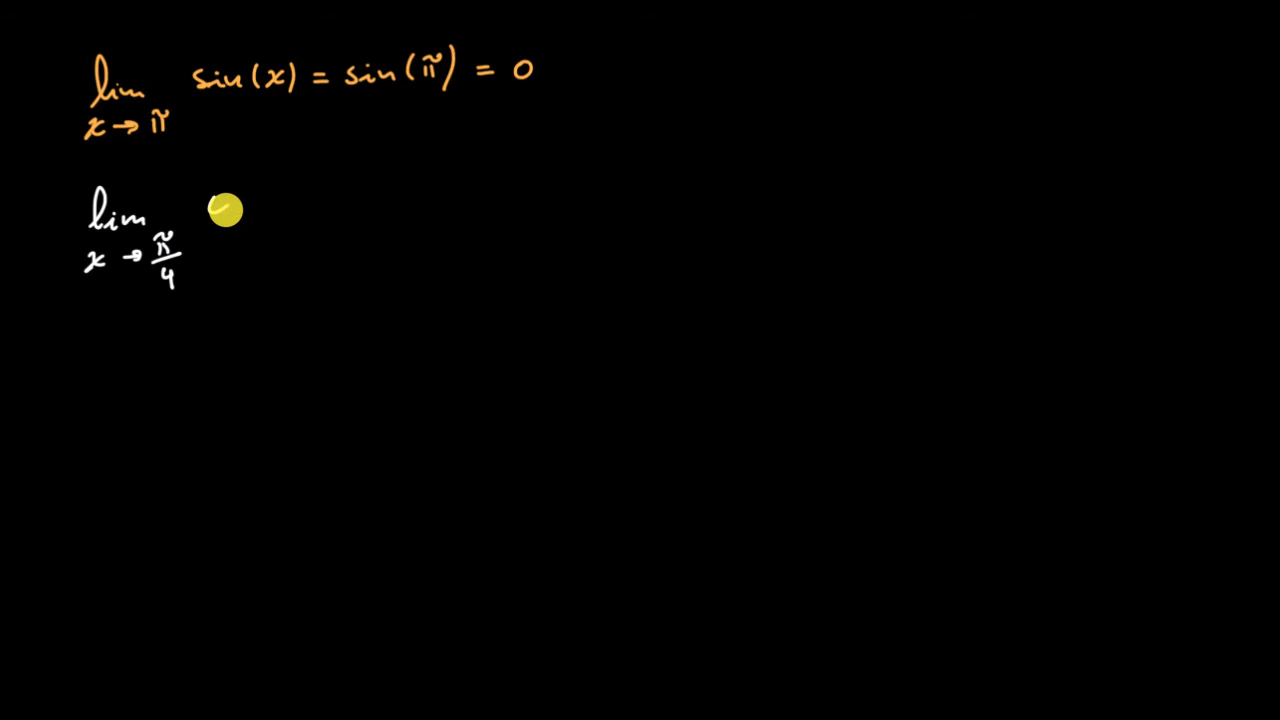 lim sin(x) = sin(π) = 0
x → π
lim
x → π/4